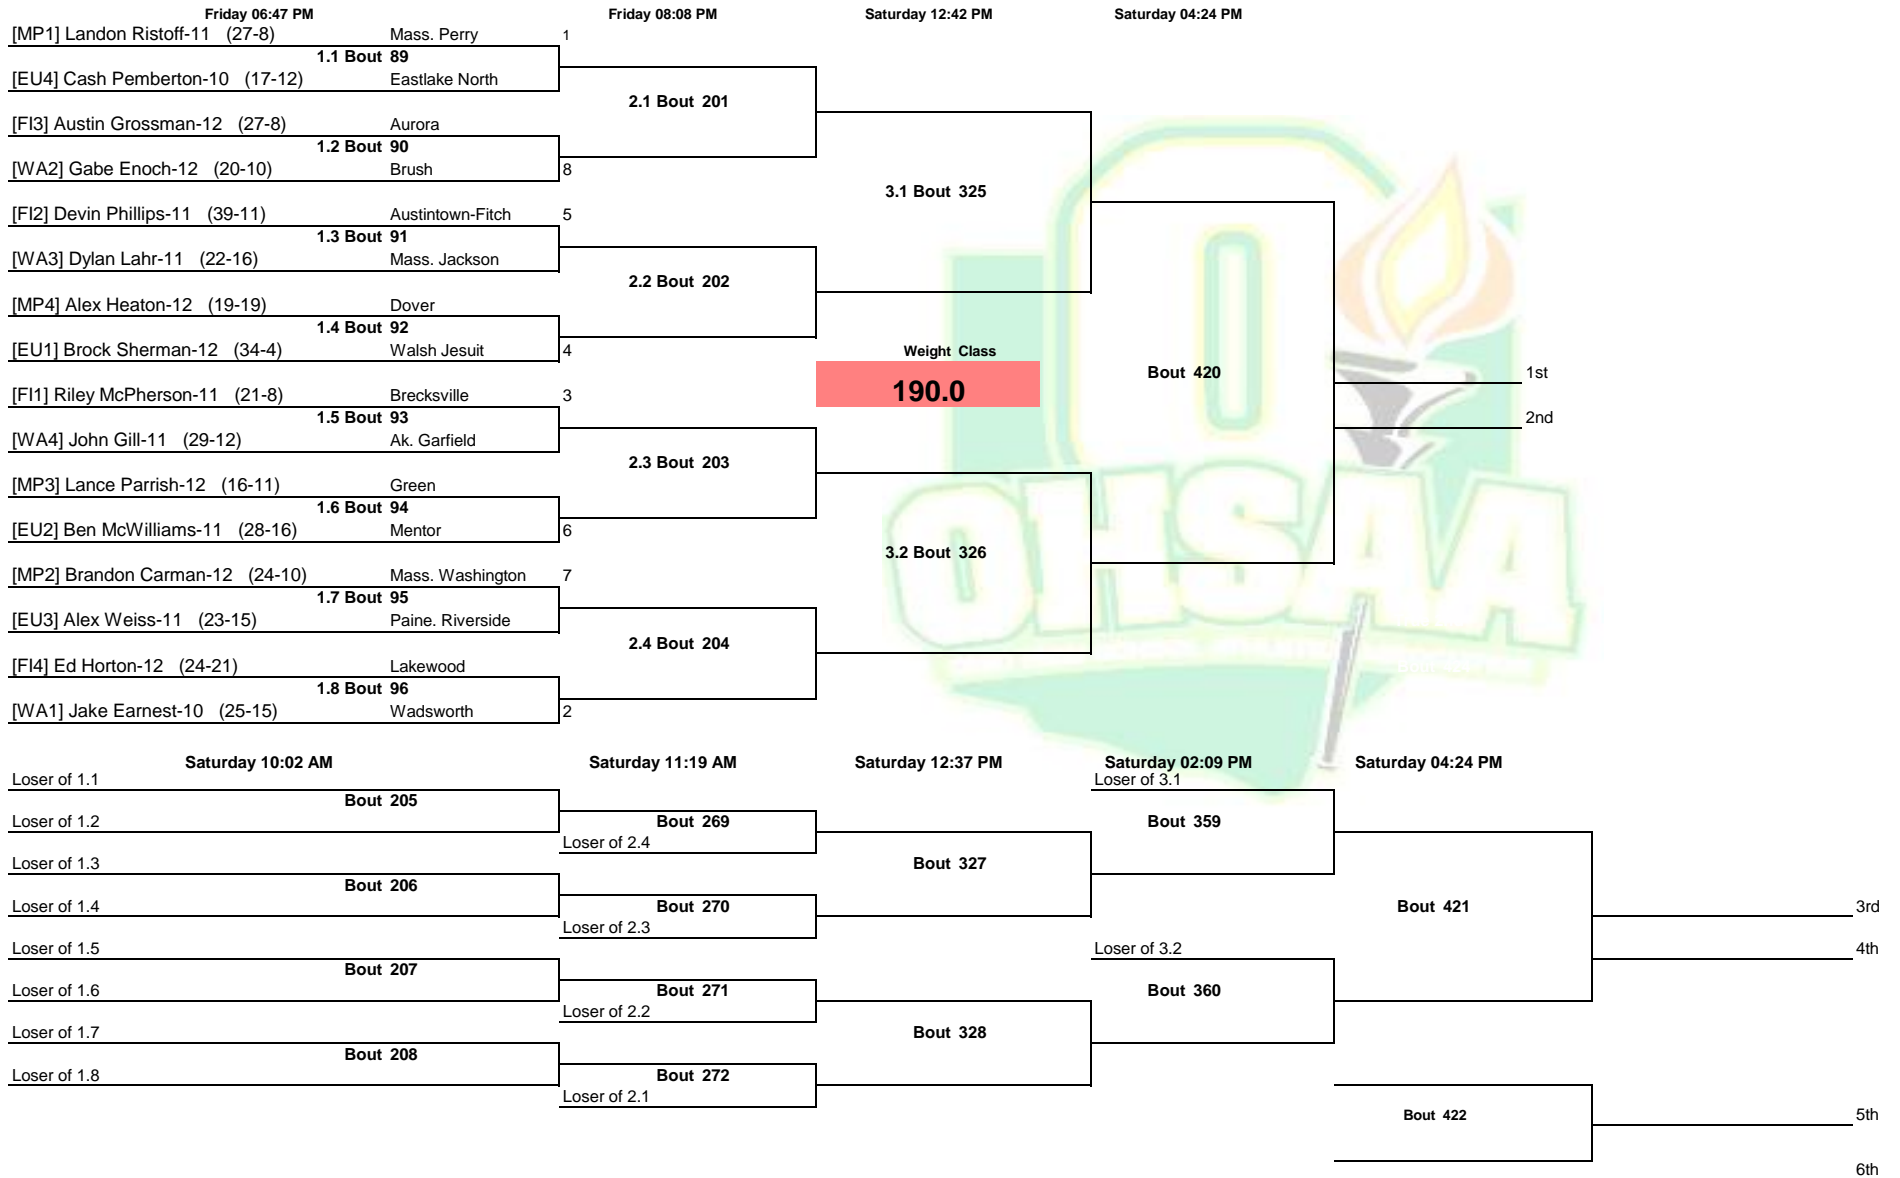 Friday 06:47 PM Friday 08:08 PM Saturday 12:42 PM Saturday 04:24 PM
[MP1] Landon Ristoff-11 (27-8) Mass. Perry 1
1.1 Bout 89
[EU4] Cash Pemberton-10 (17-12) Eastlake North
2.1 Bout 201
[FI3] Austin Grossman-12 (27-8) Aurora
1.2 Bout 90
[WA2] Gabe Enoch-12 (20-10) Brush 8
3.1 Bout 325
[FI2] Devin Phillips-11 (39-11) Austintown-Fitch 5
1.3 Bout 91
[WA3] Dylan Lahr-11 (22-16) Mass. Jackson
2.2 Bout 202
[MP4] Alex Heaton-12 (19-19) Dover
1.4 Bout 92
[EU1] Brock Sherman-12 (34-4) Walsh Jesuit 4
Weight Class
190.0
Bout 420
1st
2nd
[FI1] Riley McPherson-11 (21-8) Brecksville 3
1.5 Bout 93
[WA4] John Gill-11 (29-12) Ak. Garfield
2.3 Bout 203
[MP3] Lance Parrish-12 (16-11) Green
1.6 Bout 94
[EU2] Ben McWilliams-11 (28-16) Mentor 6
3.2 Bout 326
[MP2] Brandon Carman-12 (24-10) Mass. Washington 7
1.7 Bout 95
[EU3] Alex Weiss-11 (23-15) Paine. Riverside
2.4 Bout 204
[FI4] Ed Horton-12 (24-21) Lakewood
1.8 Bout 96
[WA1] Jake Earnest-10 (25-15) Wadsworth 2
OHSAA
Saturday 10:02 AM Saturday 11:19 AM Saturday 12:37 PM Saturday 02:09 PM Saturday 04:24 PM
Loser of 1.1 Loser of 3.1
Bout 205
Loser of 1.2 Bout 269 Bout 359
Loser of 2.4
Loser of 1.3 Bout 327
Bout 206
Loser of 1.4 Bout 270 Bout 421 3rd
Loser of 2.3
Loser of 1.5 Loser of 3.2 4th
Bout 207
Loser of 1.6 Bout 271 Bout 360
Loser of 2.2
Loser of 1.7 Bout 328
Bout 208
Loser of 1.8 Bout 272
Loser of 2.1
Bout 422 5th
6th